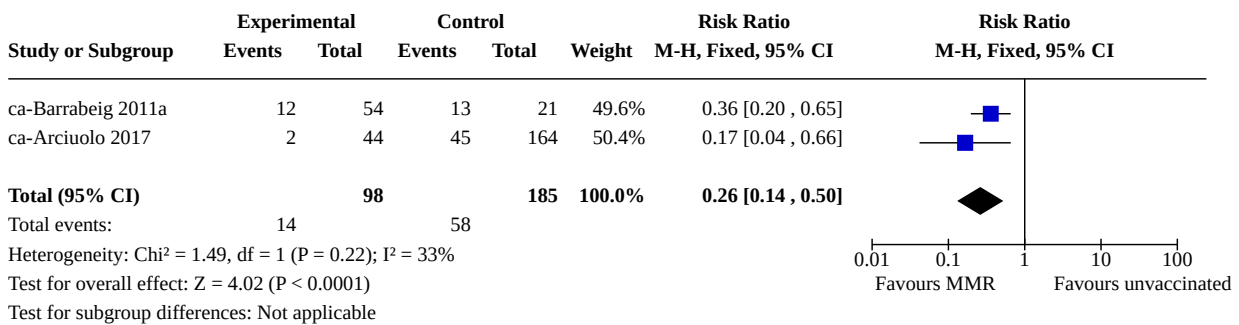 Experimental Control Risk Ratio Risk Ratio
Study or Subgroup Events Total Events Total Weight M-H, Fixed, 95% CI M-H, Fixed, 95% CI
ca-Barrabeig 2011a 12 54 13 21 49.6% 0.36 [0.20 , 0.65]
ca-Arciuolo 2017 2 44 45 164 50.4% 0.17 [0.04 , 0.66]
Total (95% CI) 98 185 100.0% 0.26 [0.14 , 0.50]
Total events: 14 58
Heterogeneity: Chi² = 1.49, df = 1 (P = 0.22); I² = 33%
Test for overall effect: Z = 4.02 (P < 0.0001)
Test for subgroup differences: Not applicable
0.01 0.1 1 10 100
Favours MMR Favours unvaccinated